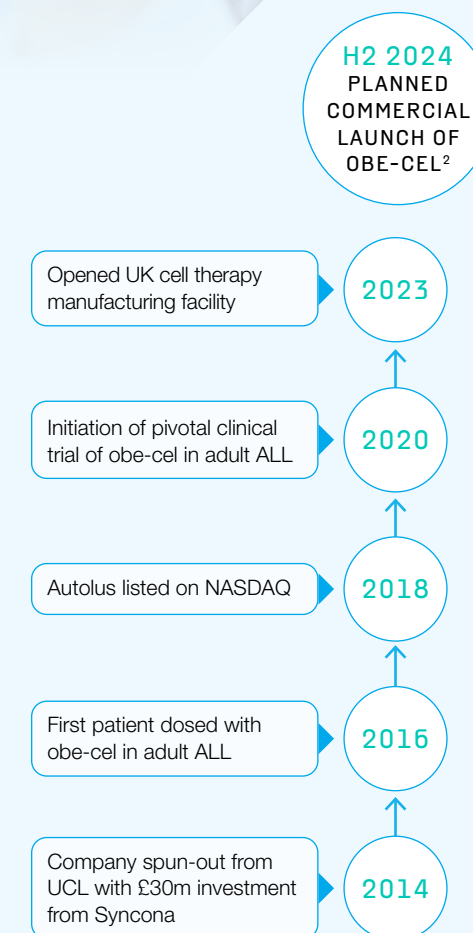 H2 2024
PLANNED
COMMERCIAL
LAUNCH OF
OBE-CEL²
Opened UK cell therapy
manufacturing facility
2023
Initiation of pivotal clinical
trial of obe-cel in adult ALL
2020
Autolus listed on NASDAQ
2018
First patient dosed with
obe-cel in adult ALL
2016
Company spun-out from
UCL with £30m investment
from Syncona
2014